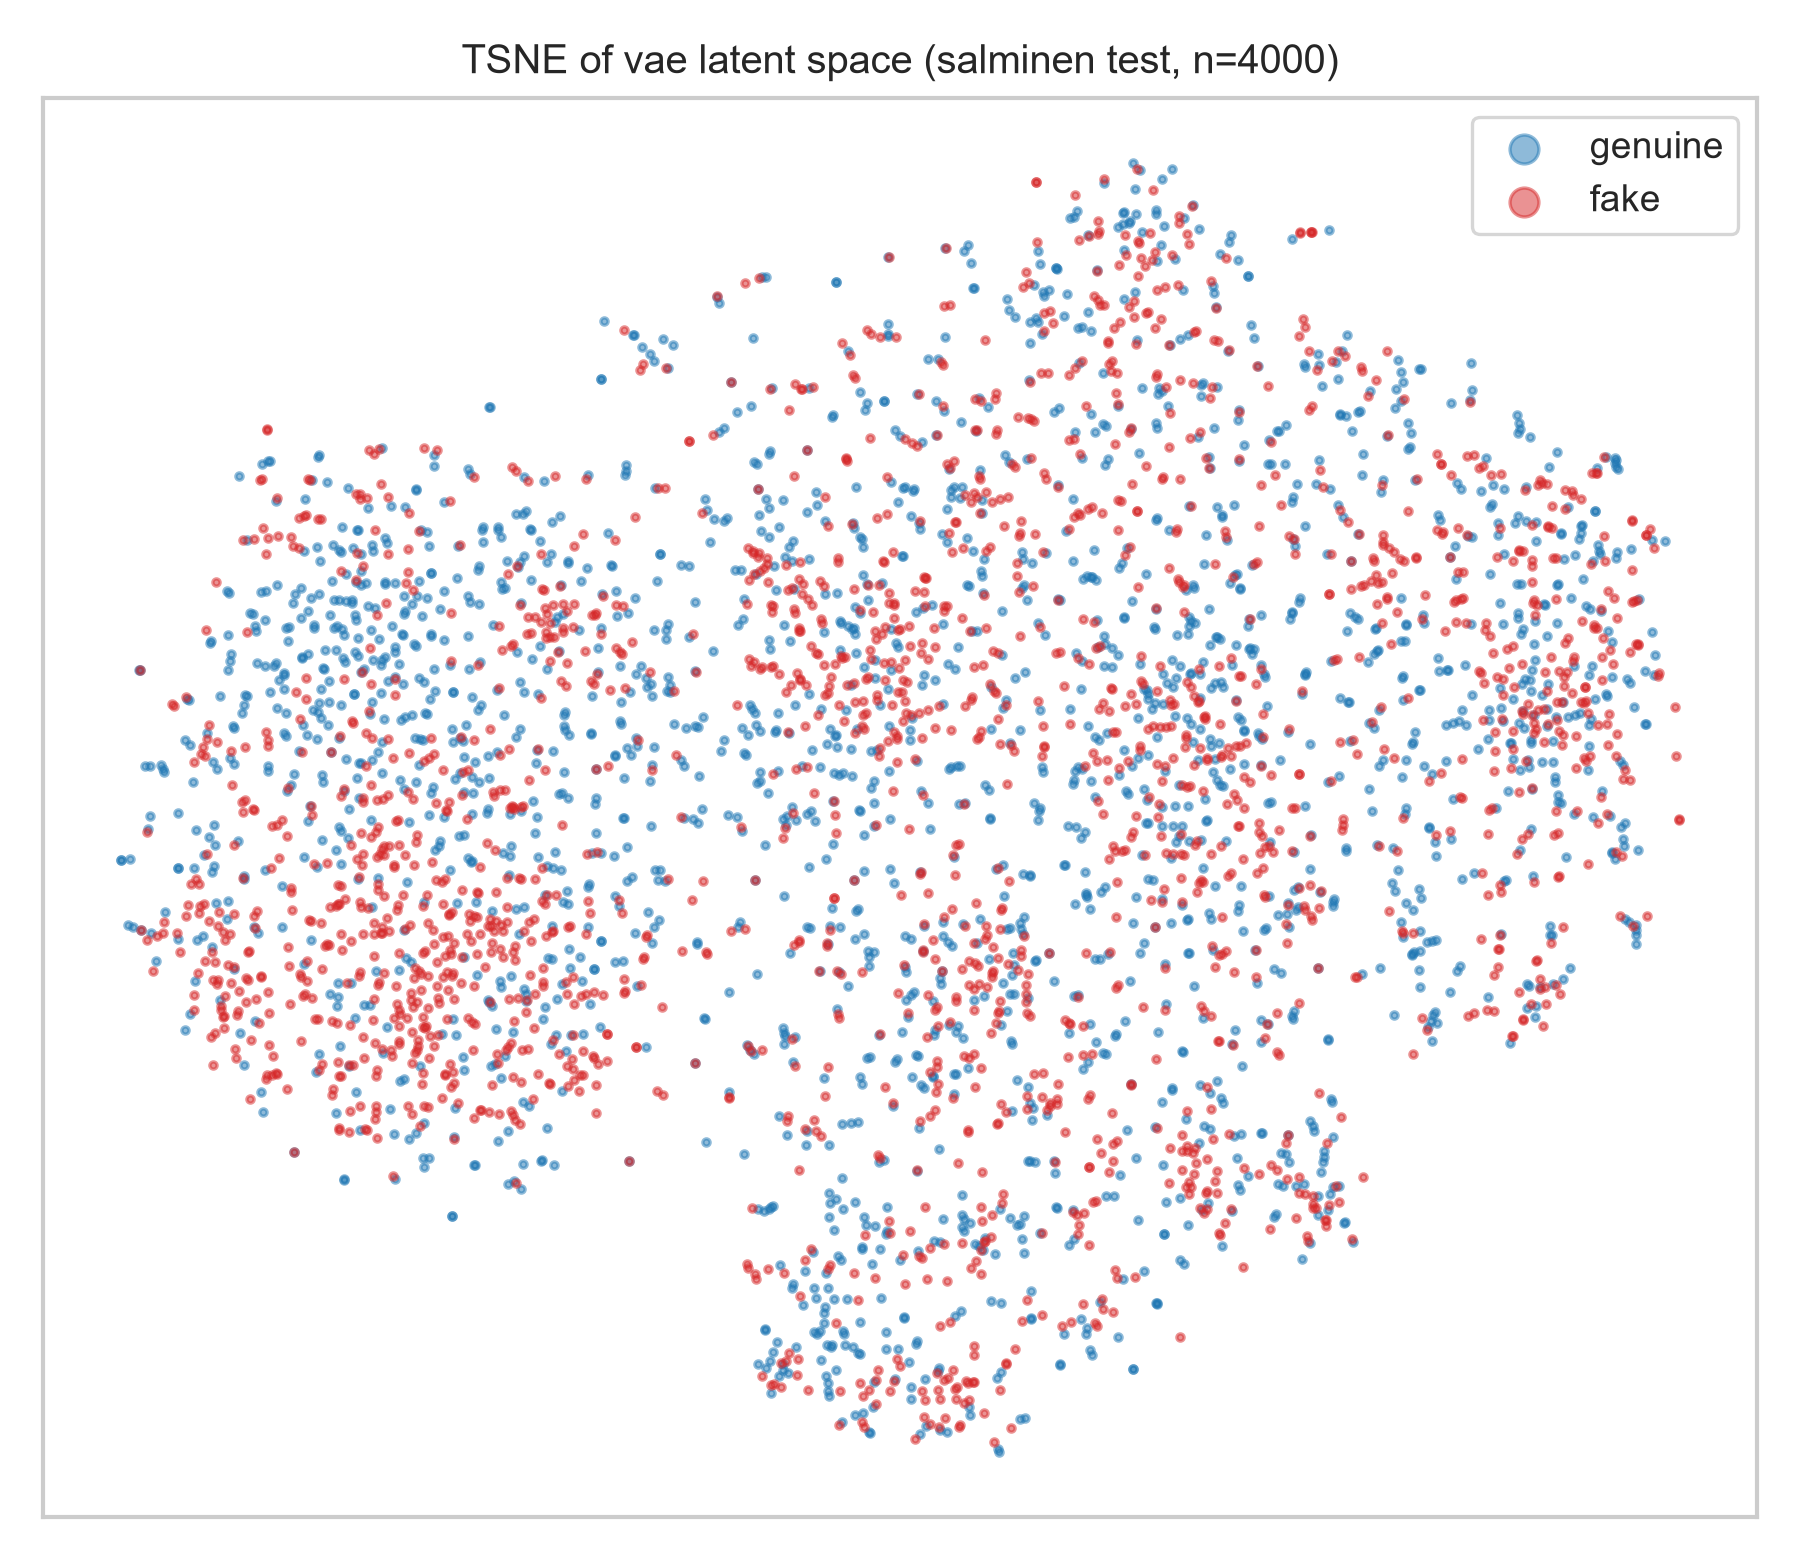 TSNE of vae latent space (salminen test, n=4000)
genuine
fake